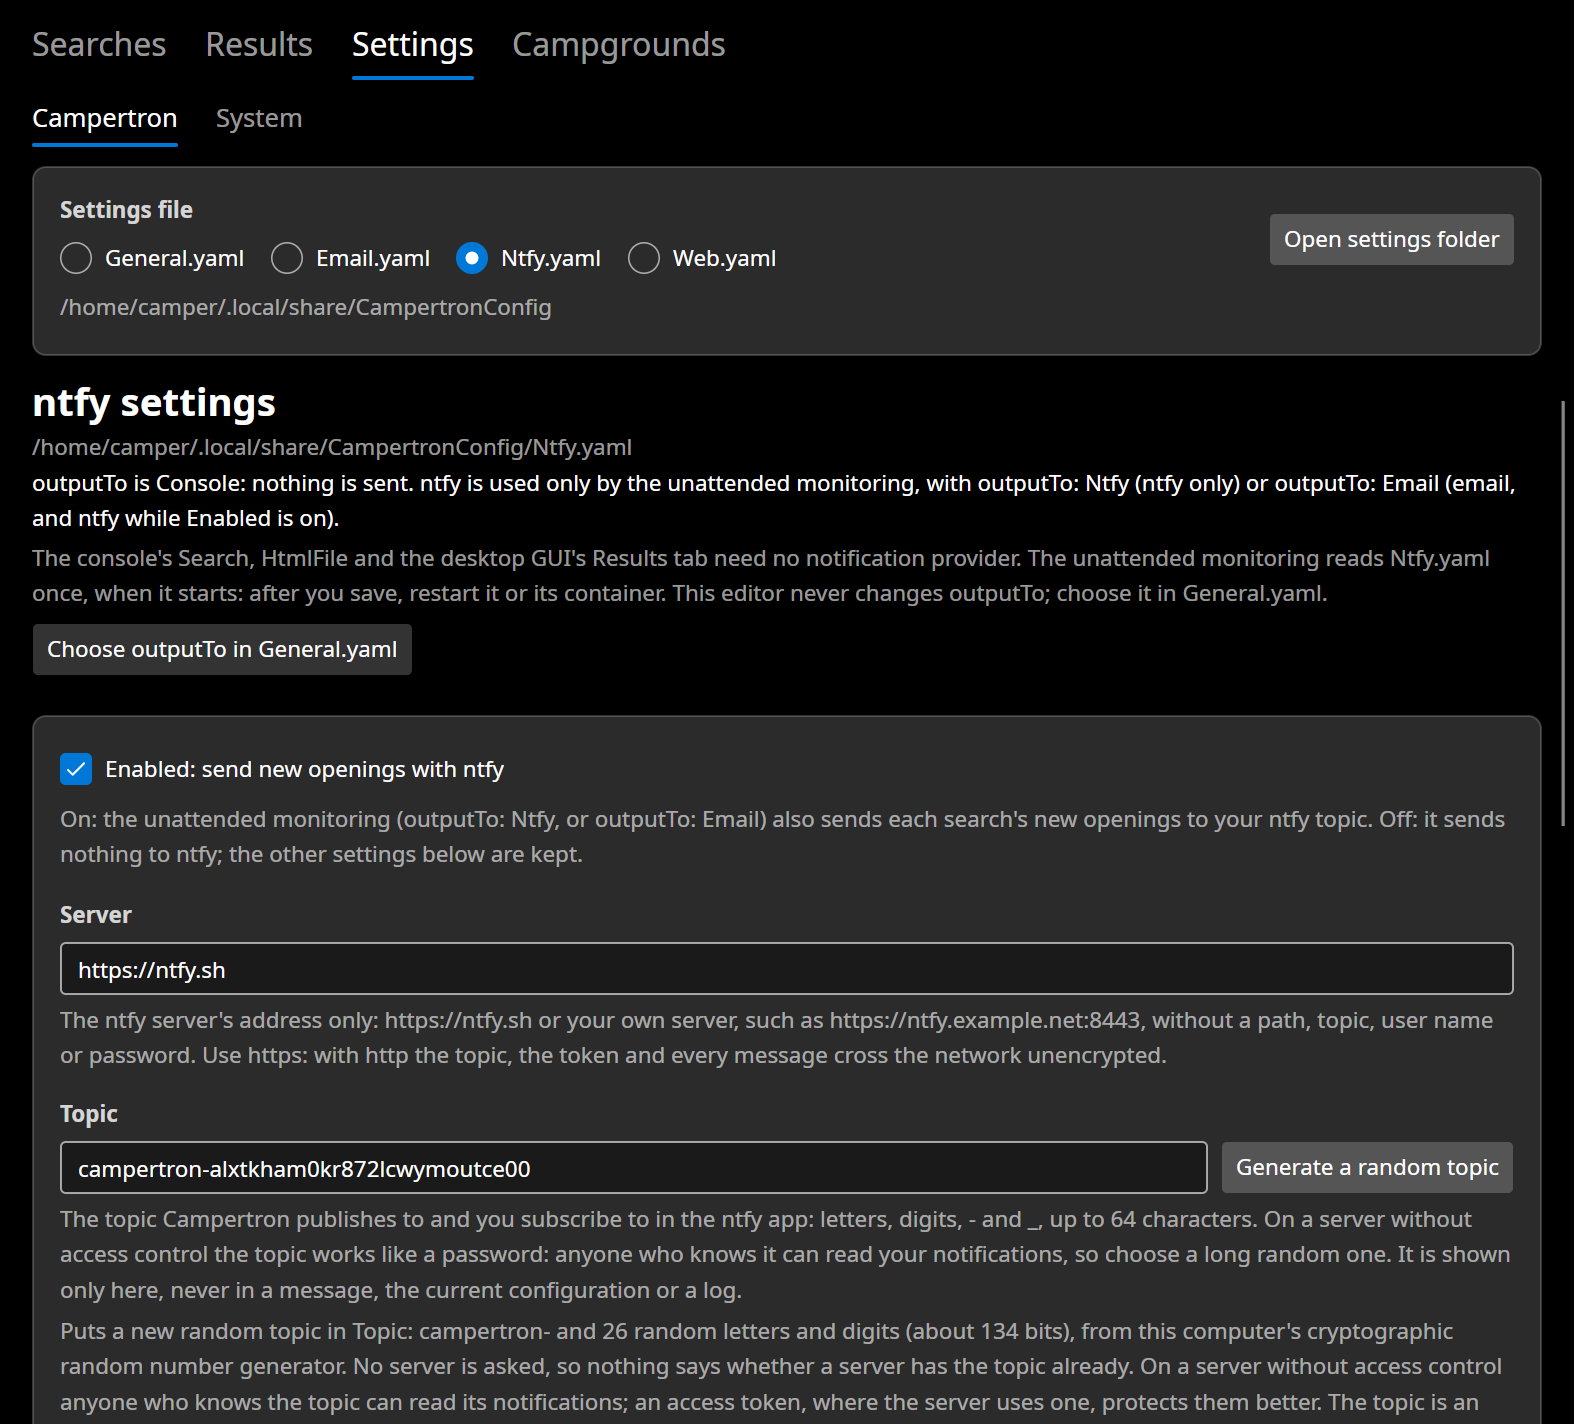 Searches Results Settings Campgrounds
Campertron System
Settings file
General.yaml Email.yaml Ntfy.yaml Web.yaml
Open settings folder
/home/camper/.local/share/CampertronConfig
ntfy settings
/home/camper/.local/share/CampertronConfig/Ntfy.yaml
outputTo is Console: nothing is sent. ntfy is used only by the unattended monitoring, with outputTo: Ntfy (ntfy only) or outputTo: Email (email,
and ntfy while Enabled is on).
The console's Search, HtmlFile and the desktop GUI's Results tab need no notification provider. The unattended monitoring reads Ntfy.yaml
once, when it starts: after you save, restart it or its container. This editor never changes outputTo; choose it in General.yaml.
Choose outputTo in General.yaml
Enabled: send new openings with ntfy
On: the unattended monitoring (outputTo: Ntfy, or outputTo: Email) also sends each search's new openings to your ntfy topic. Off: it sends
nothing to ntfy; the other settings below are kept.
Server
https://ntfy.sh
The ntfy server's address only: https://ntfy.sh or your own server, such as https://ntfy.example.net:8443, without a path, topic, user name
or password. Use https: with http the topic, the token and every message cross the network unencrypted.
Topic
campertron-alxtkham0kr872lcwymoutce00
Generate a random topic
The topic Campertron publishes to and you subscribe to in the ntfy app: letters, digits, - and _, up to 64 characters. On a server without
access control the topic works like a password: anyone who knows it can read your notifications, so choose a long random one. It is shown
only here, never in a message, the current configuration or a log.
Puts a new random topic in Topic: campertron- and 26 random letters and digits (about 134 bits), from this computer's cryptographic
random number generator. No server is asked, so nothing says whether a server has the topic already. On a server without access control
anyone who knows the topic can read its notifications; an access token, where the server uses one, protects them better. The topic is an